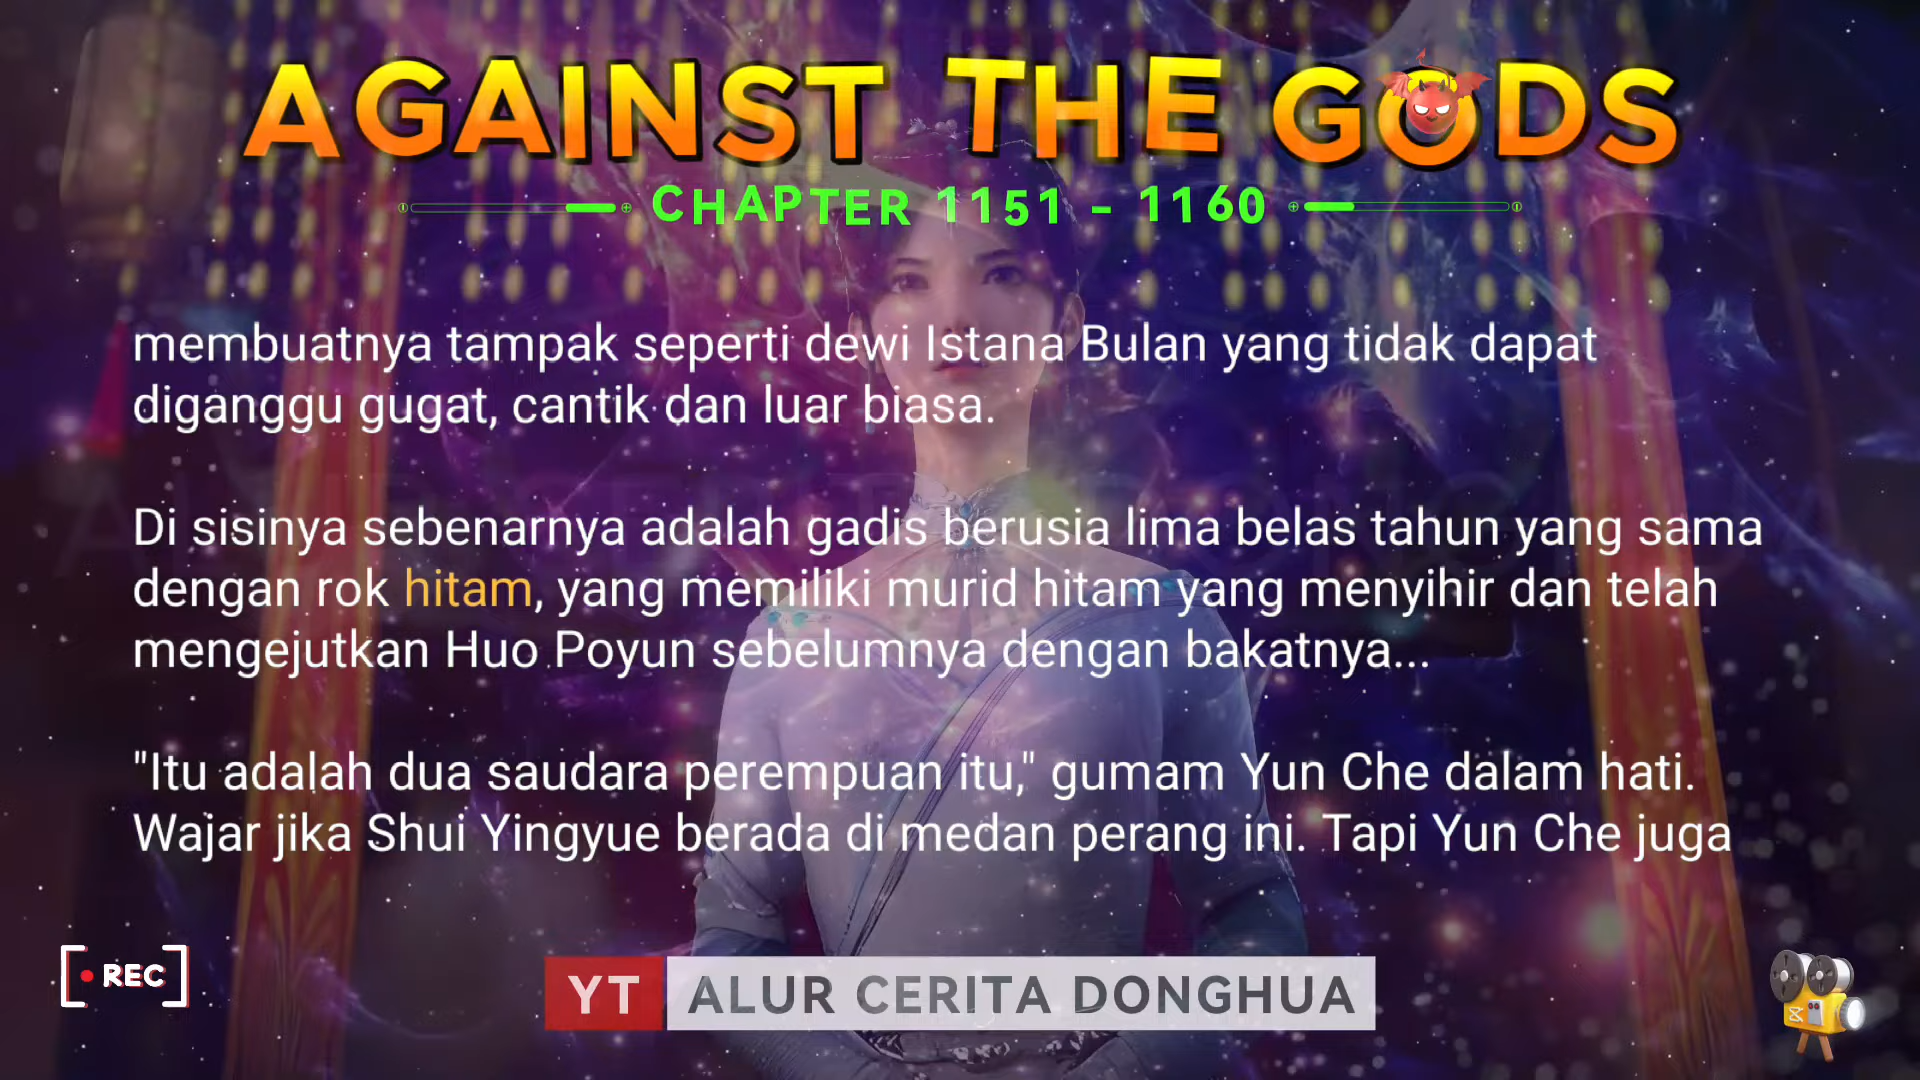 AGAINST THE GODS
CHAPTER 1151 - 1160
membuatnya tampak seperti dewi Istana Bulan yang tidak dapat
diganggu gugat, cantik dan luar biasa.
Di sisinya sebenarnya adalah gadis berusia lima belas tahun yang sama
dengan rok hitam, yang memiliki murid hitam yang menyihir dan telah
mengejutkan Huo Poyun sebelumnya dengan bakatnya...
"Itu adalah dua saudara perempuan itu," gumam Yun Che dalam hati.
Wajar jika Shui Yingyue berada di medan perang ini. Tapi Yun Che juga
REC
YT ALUR CERITA DONGHUA